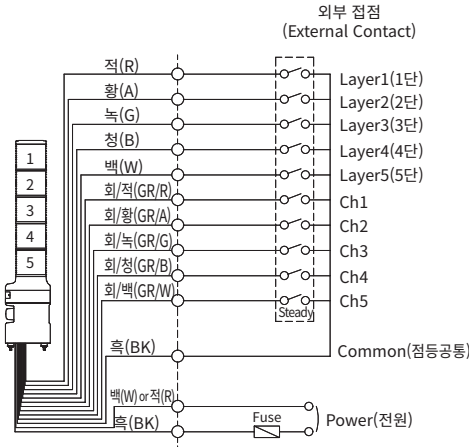 외부 접점
(External Contact)
적(R)
Layer1(1단)
황(A)
Layer2(2단)
녹(G)
Layer3(3단)
청(B)
Layer4(4단)
백(W)
Layer5(5단)
회/적(GR/R)
Ch1
회/황(GR/A)
Ch2
회/녹(GR/G)
Ch3
회/청(GR/B)
Ch4
회/백(GR/W)
Ch5
Steady
1
2
3
4
5
흑(BK)
Common(점등공통)
백(W) or 적(R)
흑(BK)
Fuse
Power(전원)